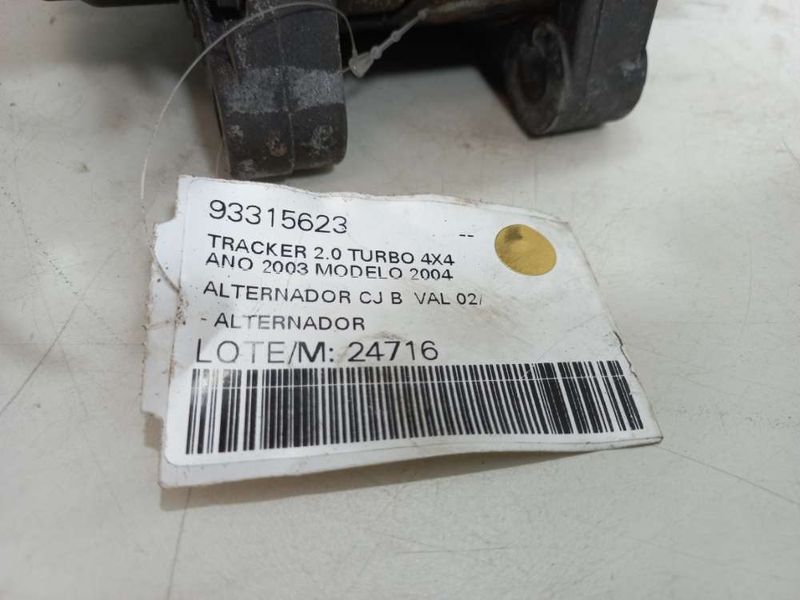 93315623 --
TRACKER 2.0 TURBO 4X4
ANO 2003 MODELO 2004
ALTERNADOR CJ B VAL 02/
- ALTERNADOR
LOTE/M: 24716